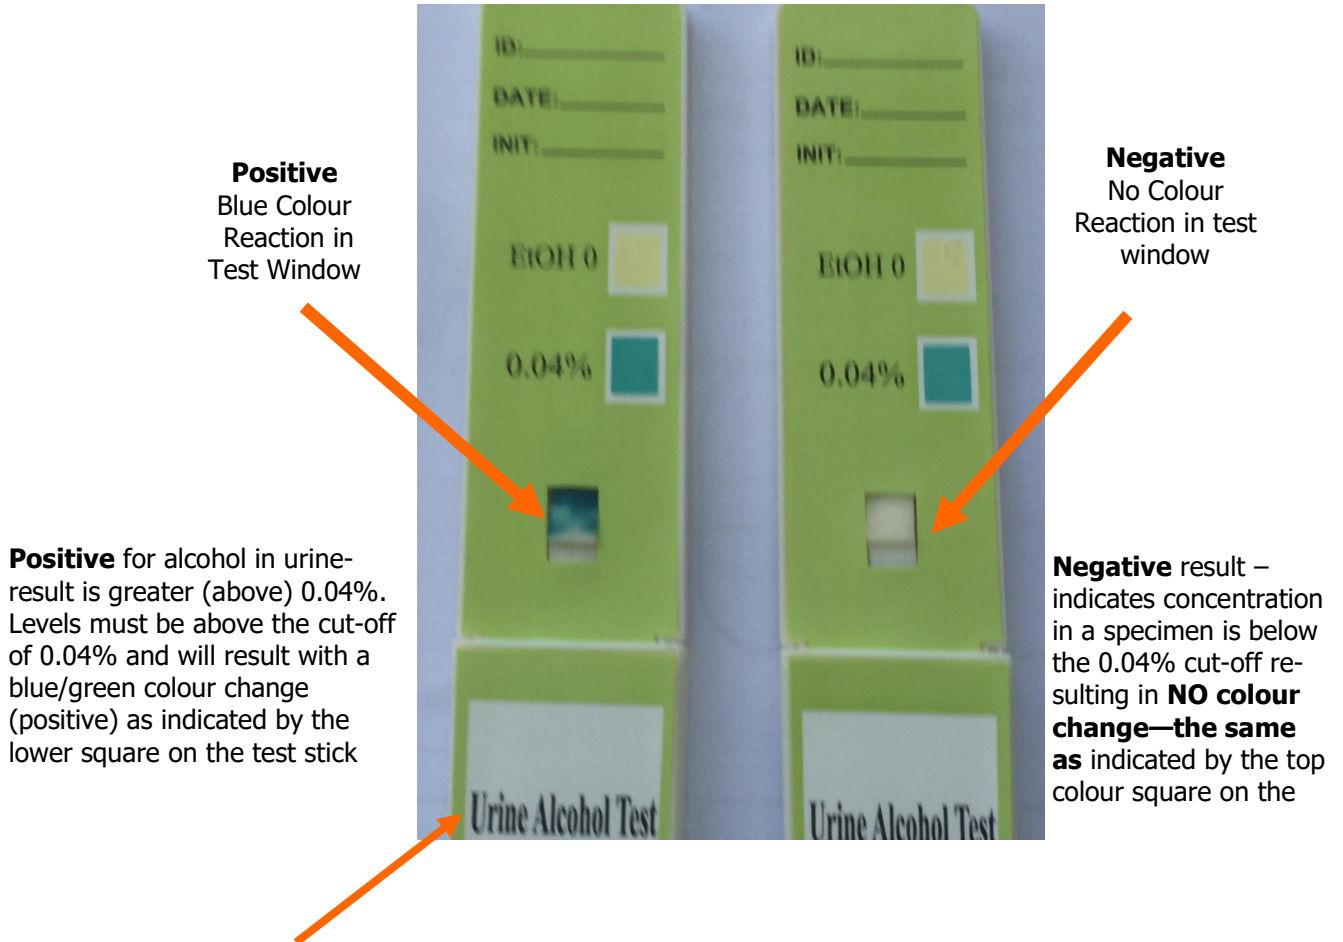 ID:
DATE:
INIT:
EtOH 0
0.04%
Urine Alcohol Test
ID:
DATE:
INIT:
EtOH 0
0.04%
Urine Alcohol Test
Positive
Blue Colour
Reaction in
Test Window
Negative
No Colour
Reaction in test
window
Positive for alcohol in urine-
result is greater (above) 0.04%.
Levels must be above the cut-off
of 0.04% and will result with a
blue/green colour change
(positive) as indicated by the
lower square on the test stick
Negative result –
indicates concentration
in a specimen is below
the 0.04% cut-off re-
sulting in NO colour
change—the same
as indicated by the top
colour square on the